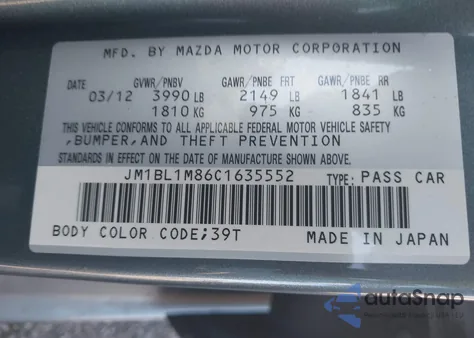 MFD. BY MAZDA MOTOR CORPORATION
DATE GVWR/PNBV GAWR/PNBE FRT GAWR/PNBE RR
03/12 3990 LB 2149 LB 1841 LB
1810 KG 975 KG 835 KG
THIS VEHICLE CONFORMS TO ALL APPLICABLE FEDERAL MOTOR VEHICLE SAFETY
,BUMPER,AND THEFT PREVENTION
STANDARDS IN EFFECT ON THE DATE OF MANUFACTURE SHOWN ABOVE.
JM1BL1M86C1635552 TYPE: PASS CAR
BODY COLOR CODE;39T MADE IN JAPAN
autoSnap